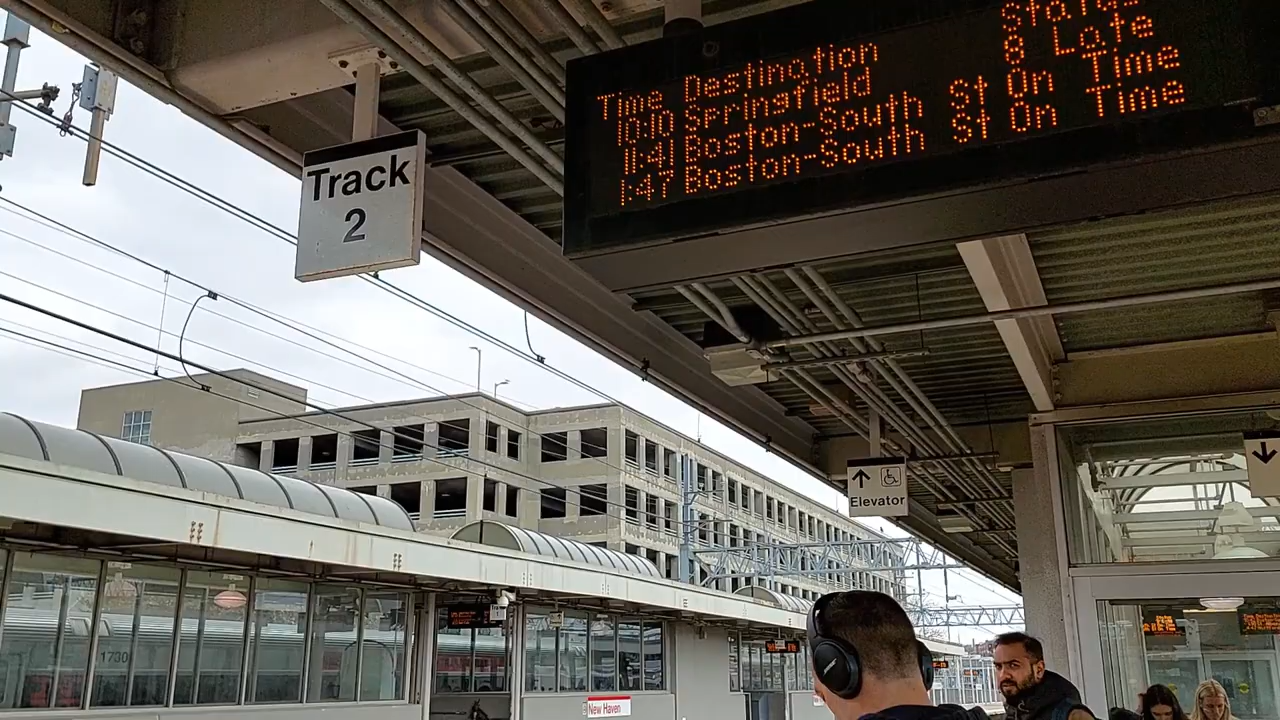 Status
Time Destination 8 Late
10:10 Springfield On Time
11:41 Boston-South St On Time
1:47 Boston-South St
Track
2
Elevator
1730
New Haven